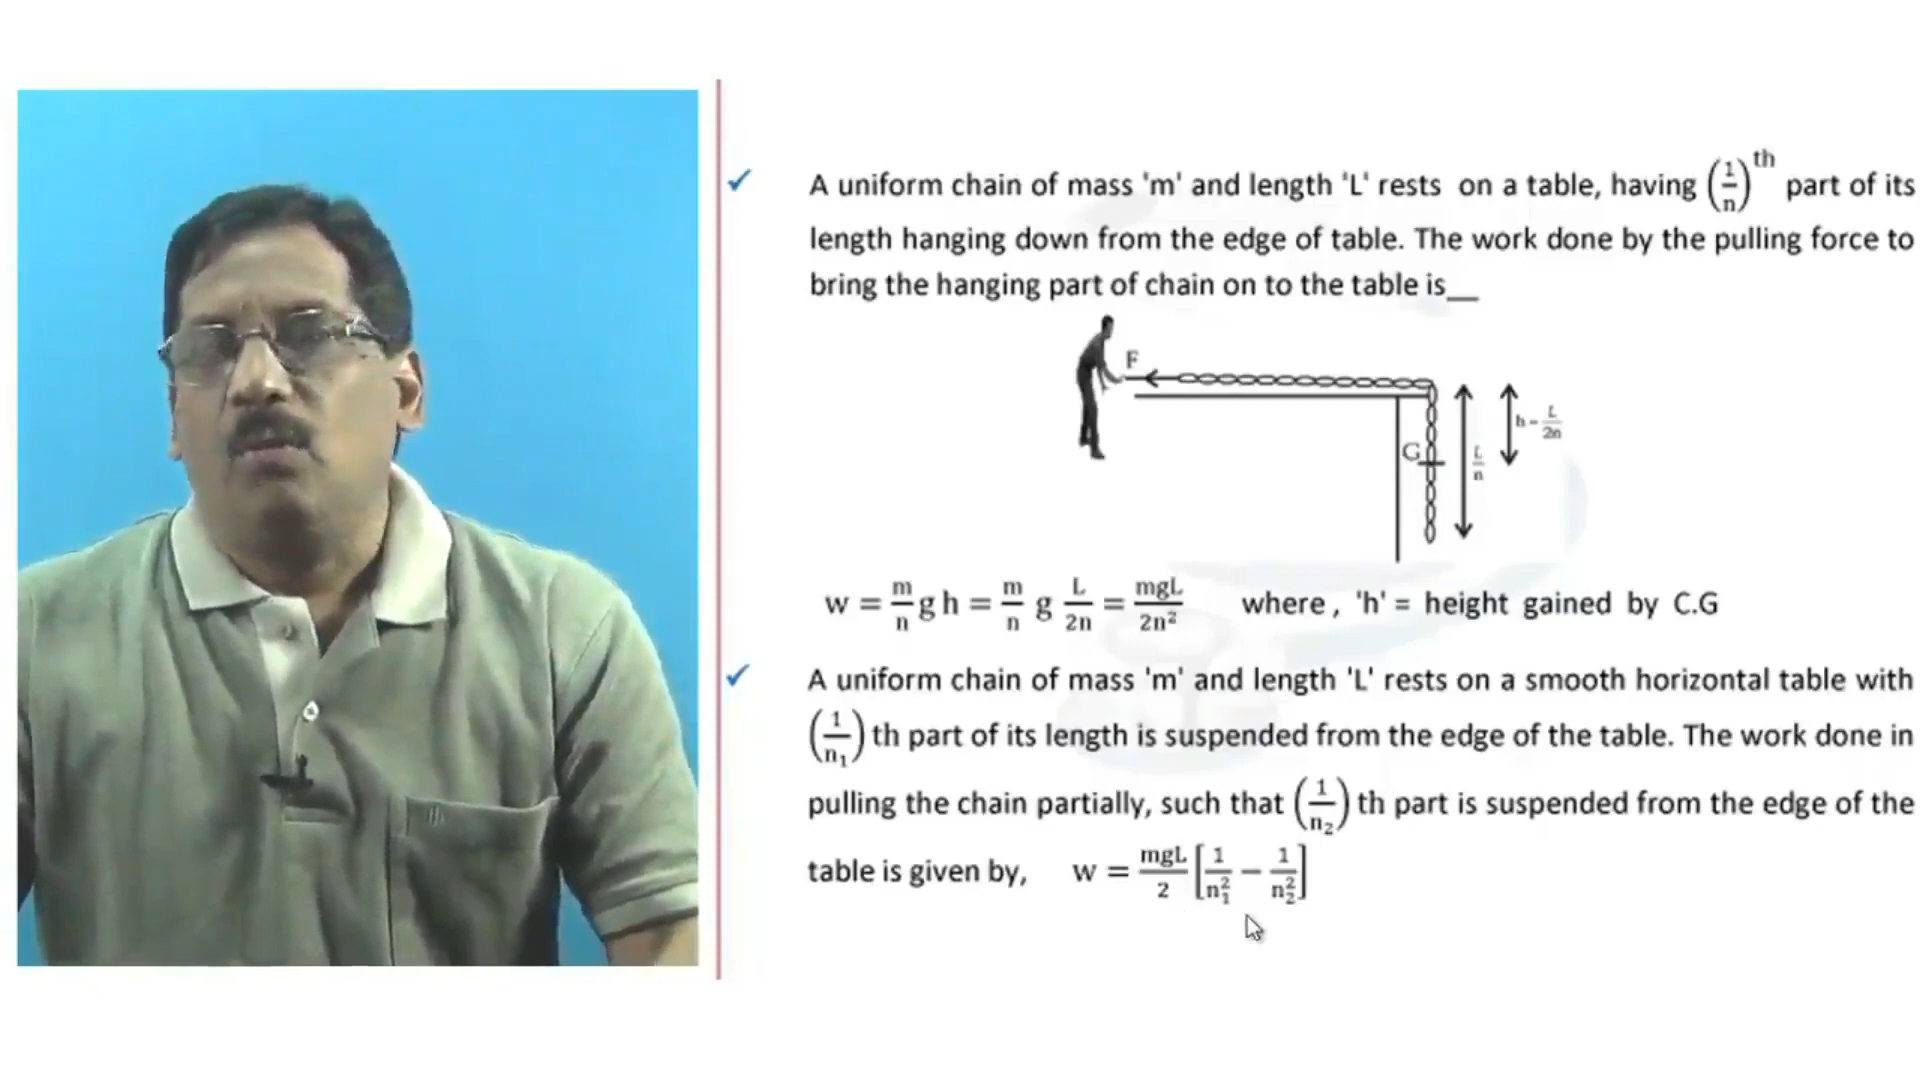 ✓ A uniform chain of mass 'm' and length 'L' rests on a table, having (1/n)th part of its
length hanging down from the edge of table. The work done by the pulling force to
bring the hanging part of chain on to the table is__
F
G
L/n
h - L/2n
w = m/n g h = m/n g L/2n = mgL/2n² where , 'h' = height gained by C.G
✓ A uniform chain of mass 'm' and length 'L' rests on a smooth horizontal table with
(1/n₁) th part of its length is suspended from the edge of the table. The work done in
pulling the chain partially, such that (1/n₂) th part is suspended from the edge of the
table is given by, w = mgL/2 [1/n₁² − 1/n₂²]